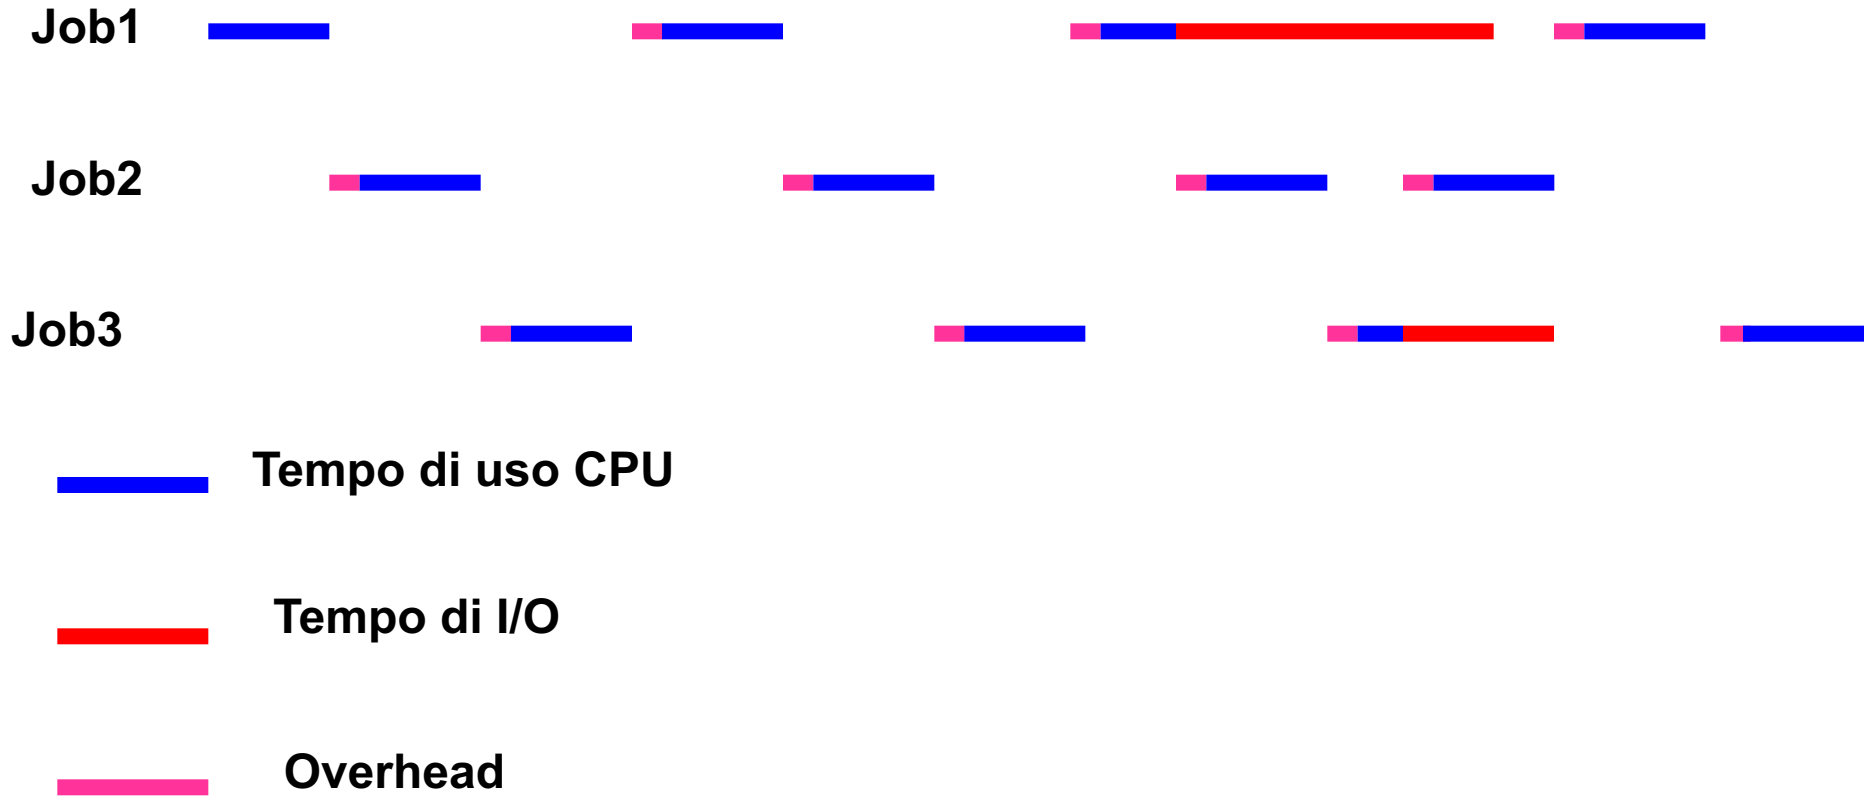 Job1
Job2
Job3
Tempo di uso CPU
Tempo di I/O
Overhead